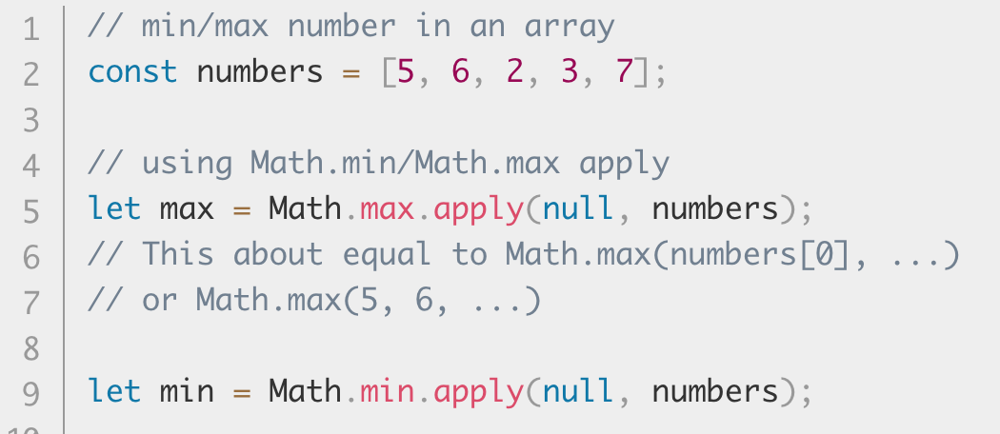 1 // min/max number in an array
2 const numbers = [5, 6, 2, 3, 7];
3
4 // using Math.min/Math.max apply
5 let max = Math.max.apply(null, numbers);
6 // This about equal to Math.max(numbers[0], ...)
7 // or Math.max(5, 6, ...)
8
9 let min = Math.min.apply(null, numbers);
10